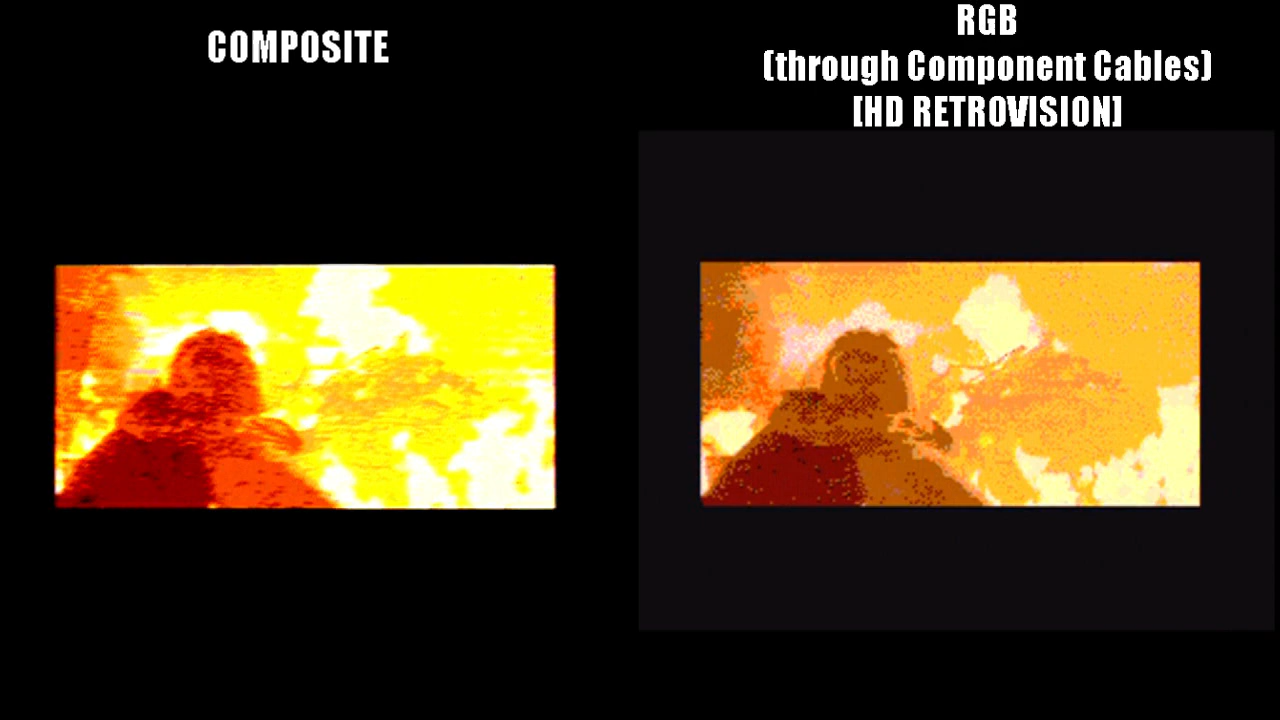 COMPOSITE
RGB
(through Component Cables)
[HD RETROVISION]